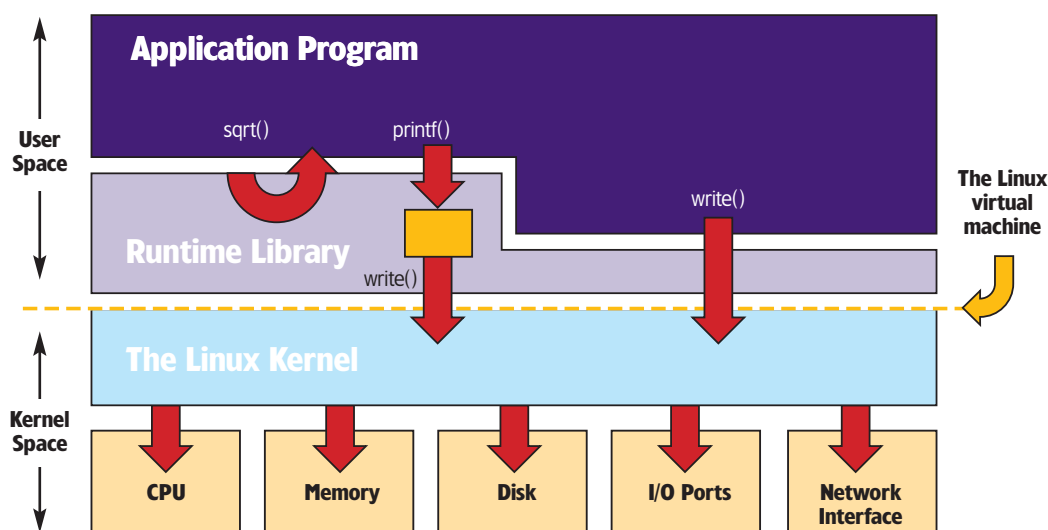 Application Program
sqrt()
printf()
User
Space
write()
The Linux
virtual
machine
Runtime Library
write()
The Linux Kernel
Kernel
Space
CPU
Memory
Disk
I/O Ports
Network
Interface